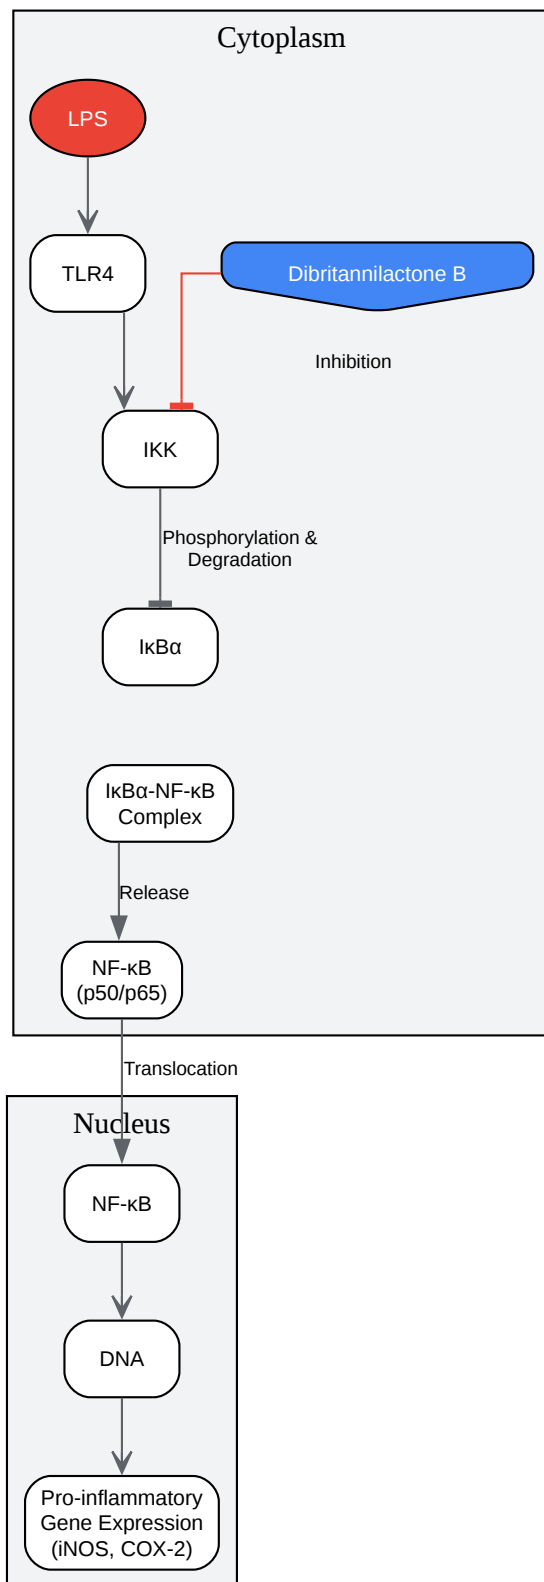 Cytoplasm
LPS
TLR4
Dibritannilactone B
Inhibition
IKK
Phosphorylation &
Degradation
IκBα
IκBα-NF-κB
Complex
Release
NF-κB
(p50/p65)
Translocation
Nucleus
NF-κB
DNA
Pro-inflammatory
Gene Expression
(iNOS, COX-2)